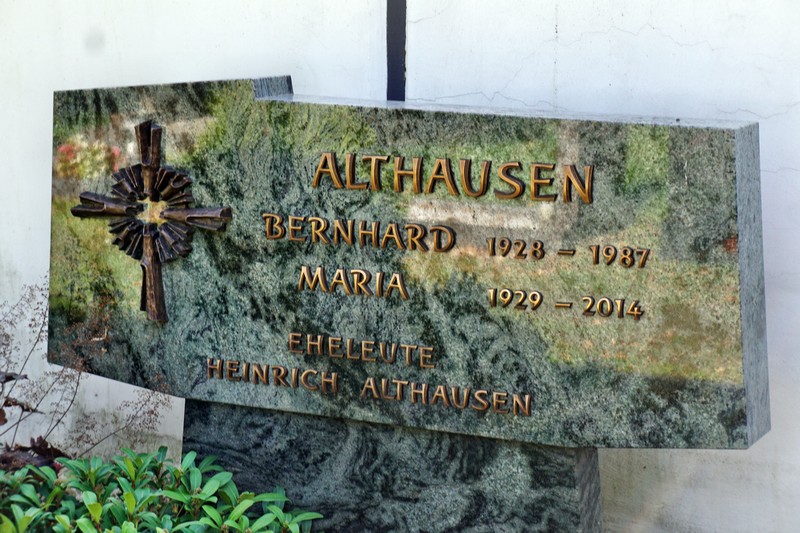 ALTHAUSEN
BERNHARD 1928 – 1987
MARIA 1929 – 2014
EHELEUTE
HEINRICH ALTHAUSEN